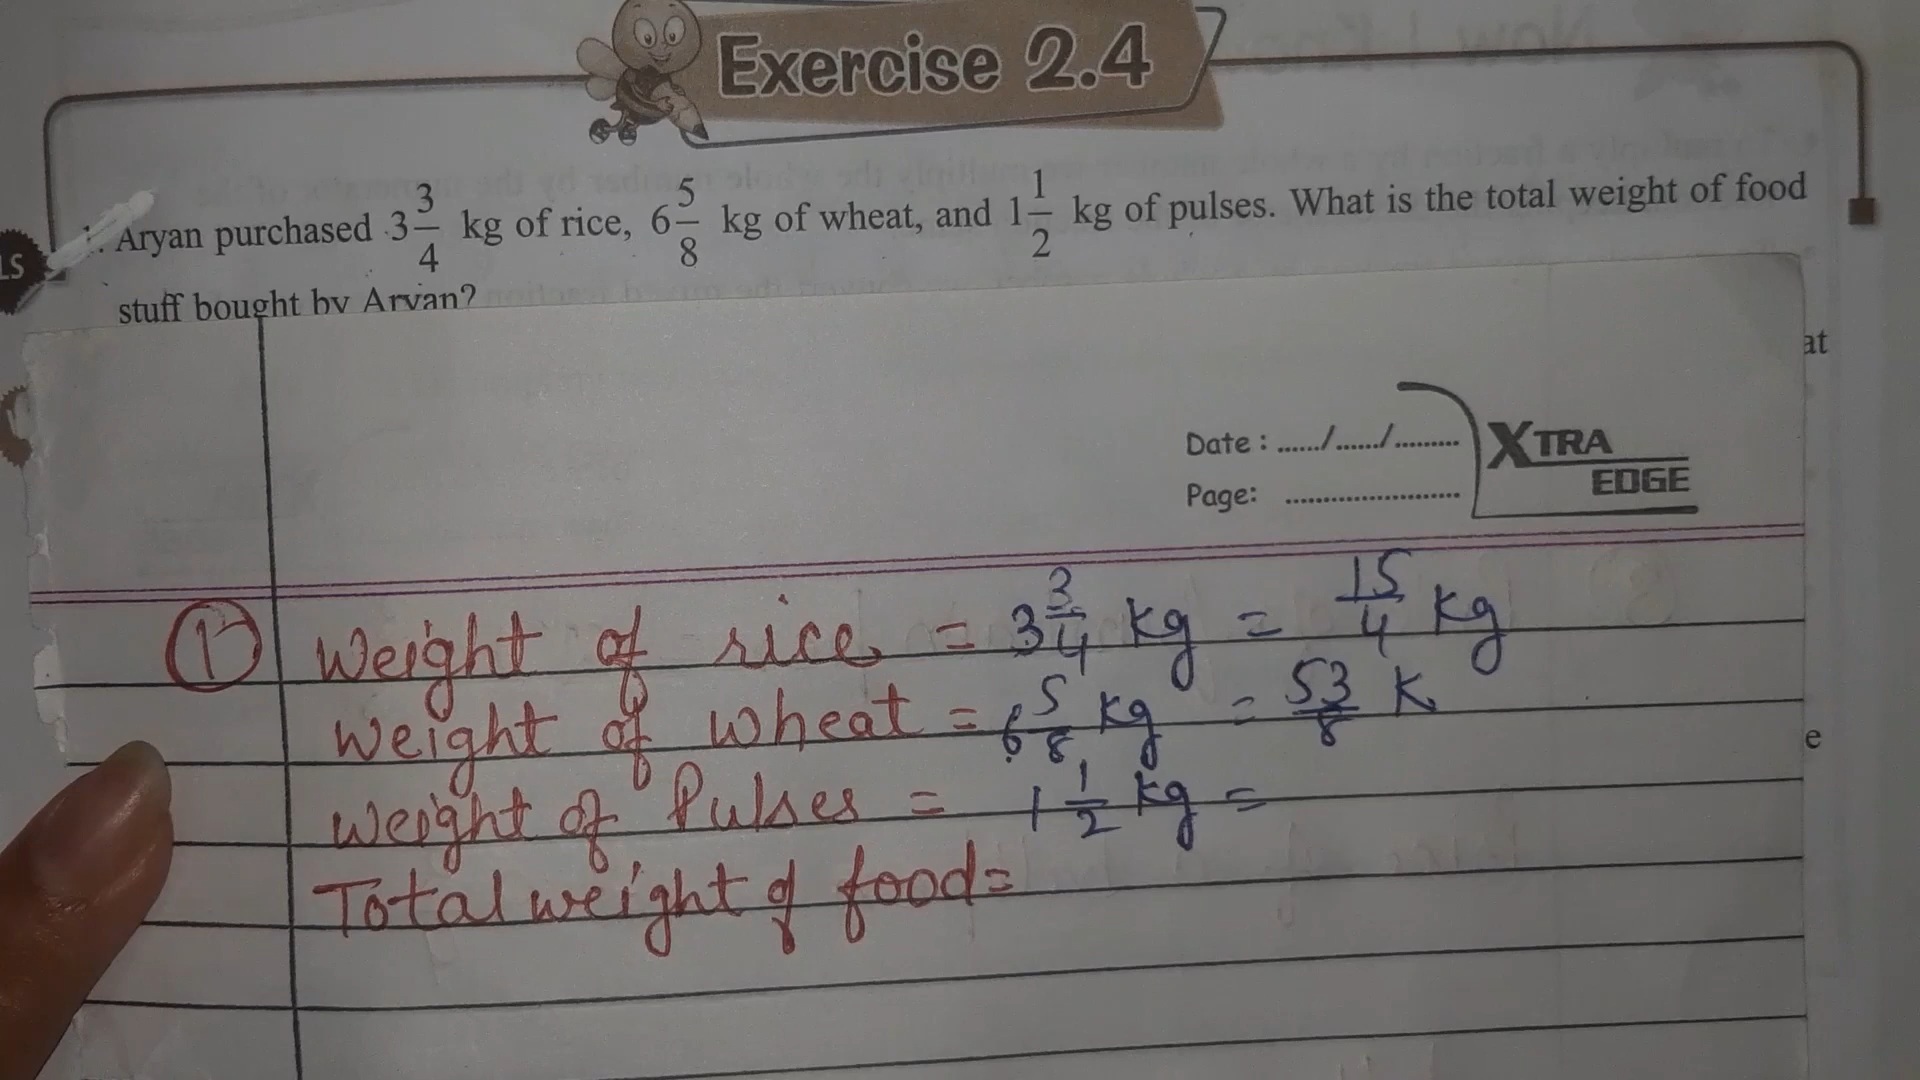 Exercise 2.4
Aryan purchased 3 3/4 kg of rice, 6 5/8 kg of wheat, and 1 1/2 kg of pulses. What is the total weight of food
LS
stuff bought by Aryan?
at
Date : ....../....../.........
XTRA
EDGE
Page: ........................
① Weight of rice = 3 3/4 kg = 15/4 kg
Weight of wheat = 6 5/8 kg = 53/8 K
e
Weight of Pulses = 1 1/2 kg =
Total weight of food=